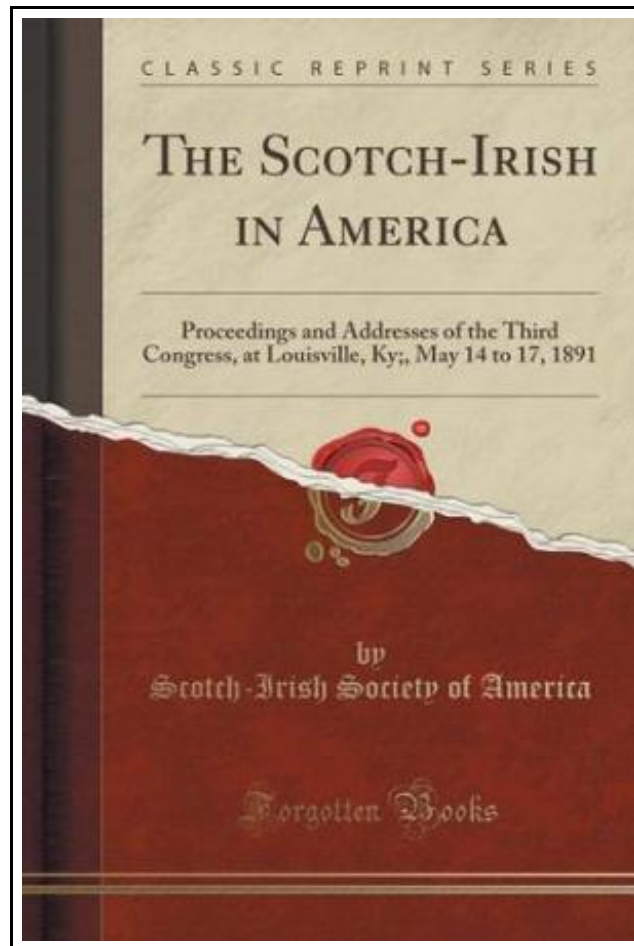 CLASSIC REPRINT SERIES
THE SCOTCH-IRISH
IN AMERICA
Proceedings and Addresses of the Third
Congress, at Louisville, Ky;, May 14 to 17, 1891
F
by
Scotch-Irish Society of America
Forgotten Books